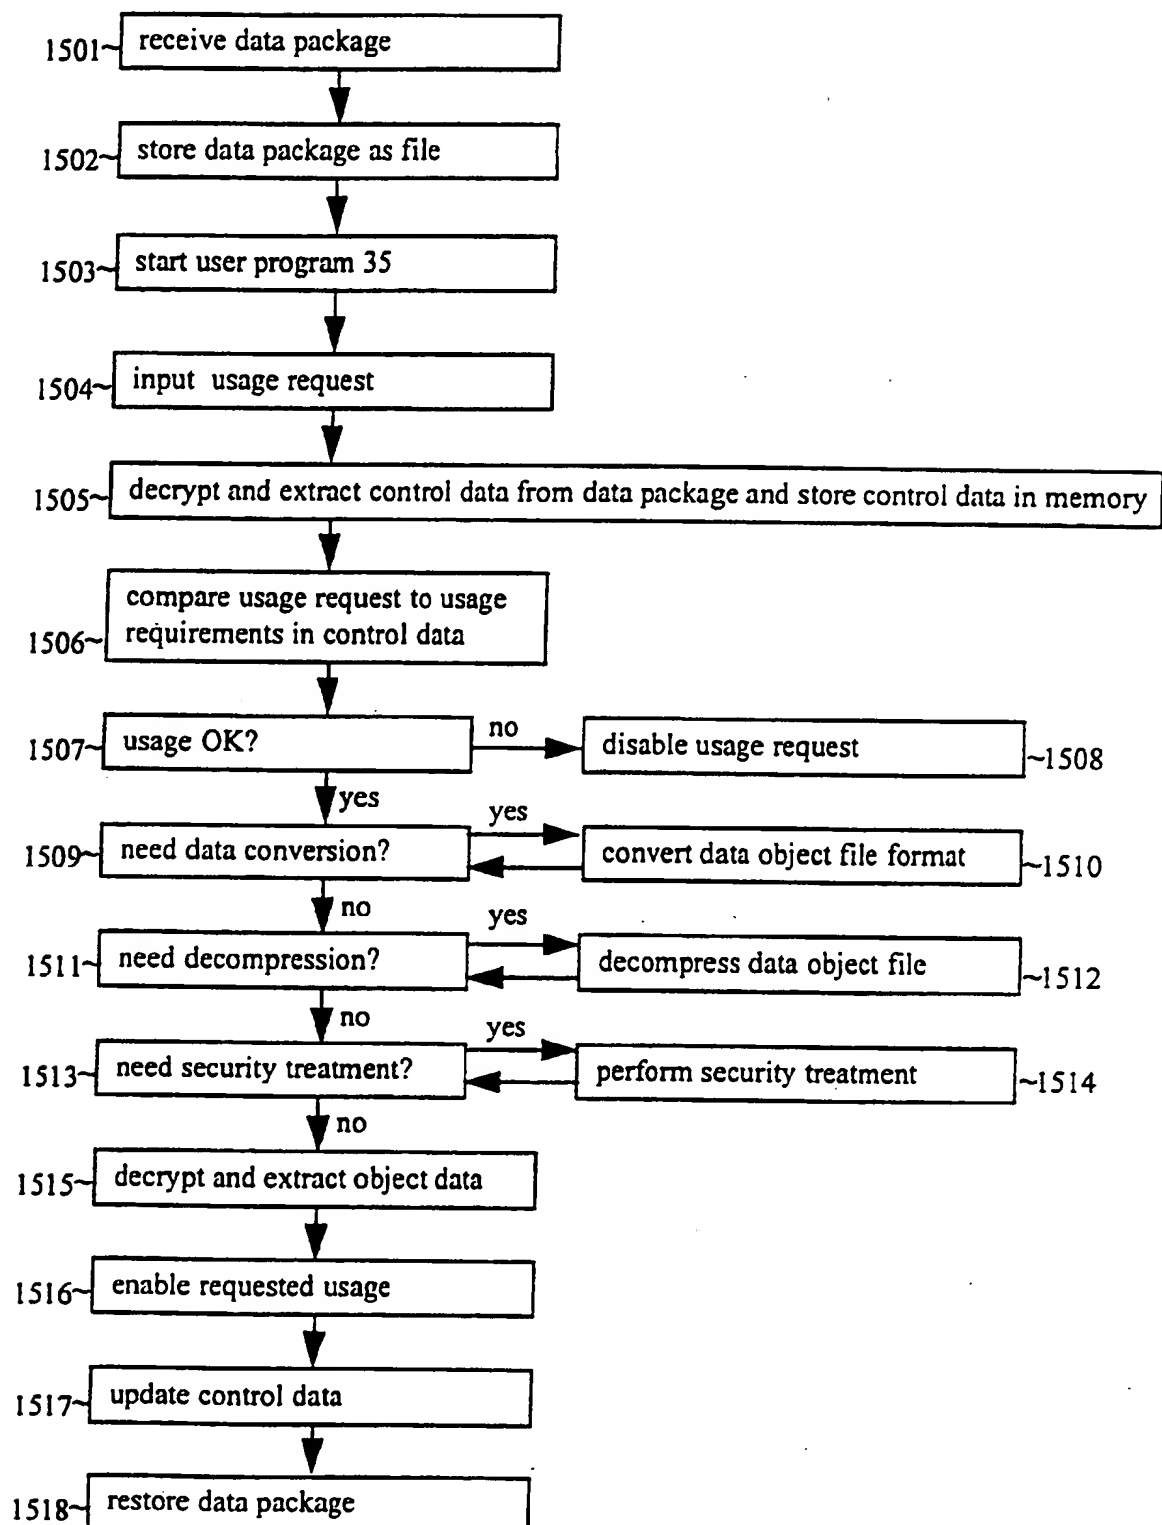 1501~ receive data package
1502~ store data package as file
1503~ start user program 35
1504~ input usage request
1505~ decrypt and extract control data from data package and store control data in memory
compare usage request to usage
1506~ requirements in control data
1507~ usage OK? no disable usage request ~1508
yes
1509~ need data conversion? yes convert data object file format ~1510
no
1511~ need decompression? yes decompress data object file ~1512
no
1513~ need security treatment? yes perform security treatment ~1514
no
1515~ decrypt and extract object data
1516~ enable requested usage
1517~ update control data
1518~ restore data package